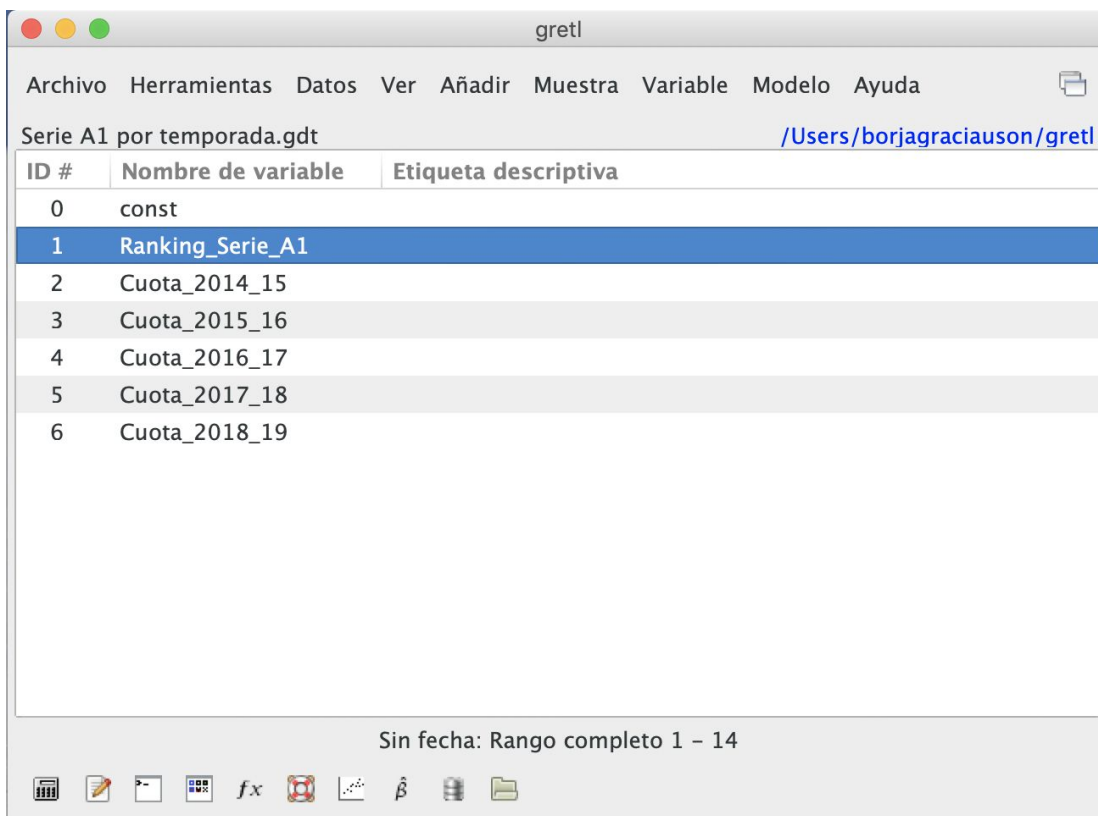 gretl
Archivo Herramientas Datos Ver Añadir Muestra Variable Modelo Ayuda
Serie A1 por temporada.gdt /Users/borjagraciauson/gretl
ID # Nombre de variable Etiqueta descriptiva
0 const
1 Ranking_Serie_A1
2 Cuota_2014_15
3 Cuota_2015_16
4 Cuota_2016_17
5 Cuota_2017_18
6 Cuota_2018_19
Sin fecha: Rango completo 1 - 14
fx β̂